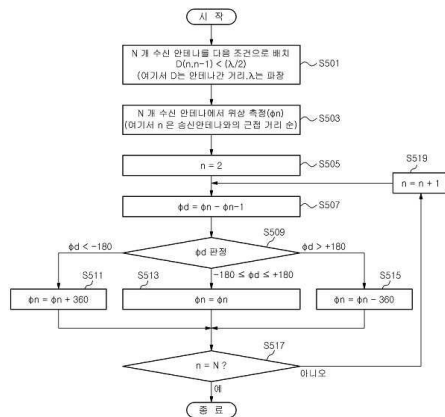 시 작
N 개 수신 안테나를 다음 조건으로 배치
D(n,n-1) < (λ/2)
(여기서 D는 안테나간 거리,λ는 파장)
S501
N 개 수신 안테나에서 위상 측정(ϕn)
(여기서 n 은 송신안테나와의 근접 거리 순)
S503
n = 2
S505
S519
n = n + 1
ϕd = ϕn - ϕn-1
S507
S509
ϕd < -180
ϕd 판정
ϕd > +180
S511
S513
-180 ≤ ϕd ≤ +180
S515
ϕn = ϕn + 360
ϕn = ϕn
ϕn = ϕn - 360
S517
n = N ?
아니오
예
종 료